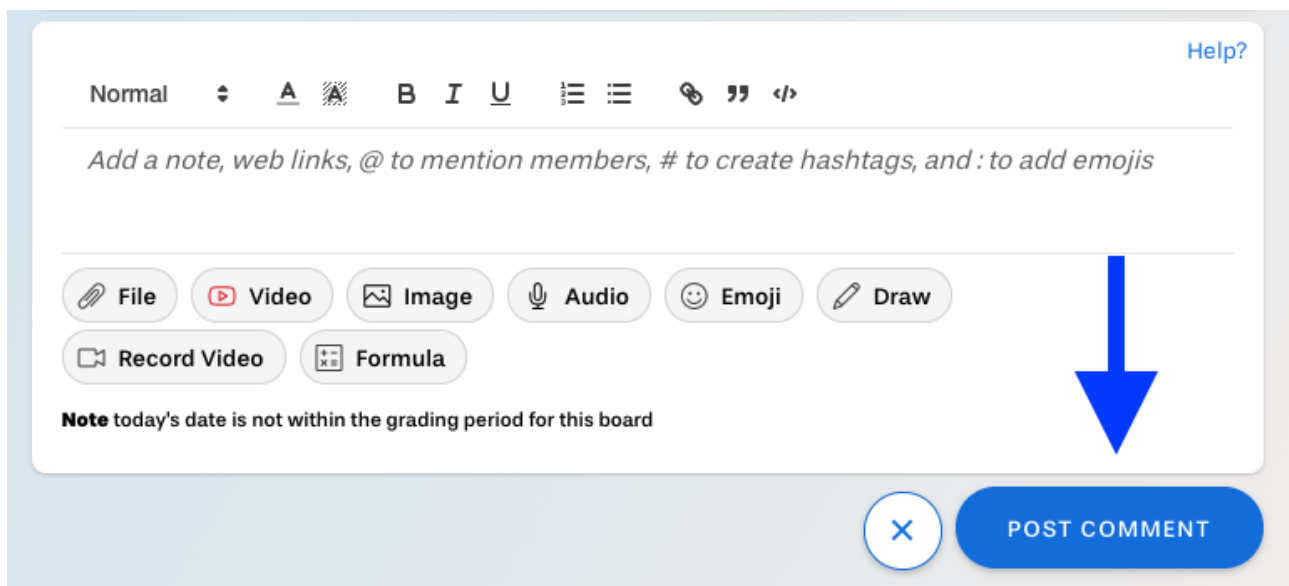 Help?
Normal A A B I U
Add a note, web links, @ to mention members, # to create hashtags, and : to add emojis
File Video Image Audio Emoji Draw
Record Video Formula
Note today's date is not within the grading period for this board
POST COMMENT